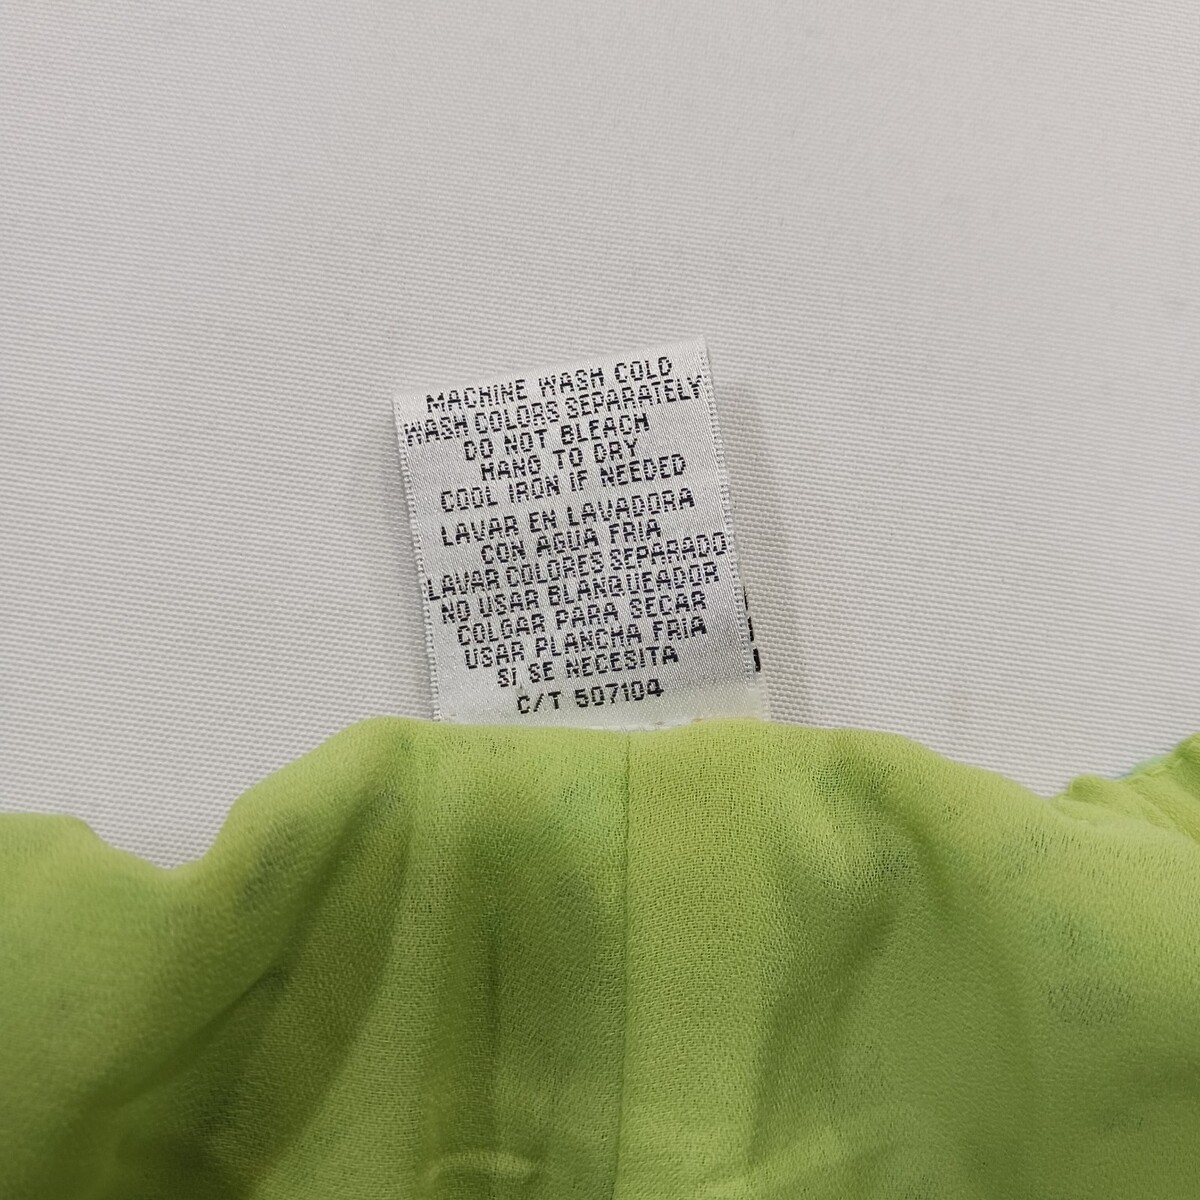 MACHINE WASH COLD
WASH COLORS SEPARATELY
DO NOT BLEACH
HANG TO DRY
COOL IRON IF NEEDED
LAVAR EN LAVADORA
CON AGUA FRIA
LAVAR COLORES SEPARADO
NO USAR BLANQUEADOR
COLGAR PARA SECAR
USAR PLANCHA FRIA
SI SE NECESITA
C/T 507104